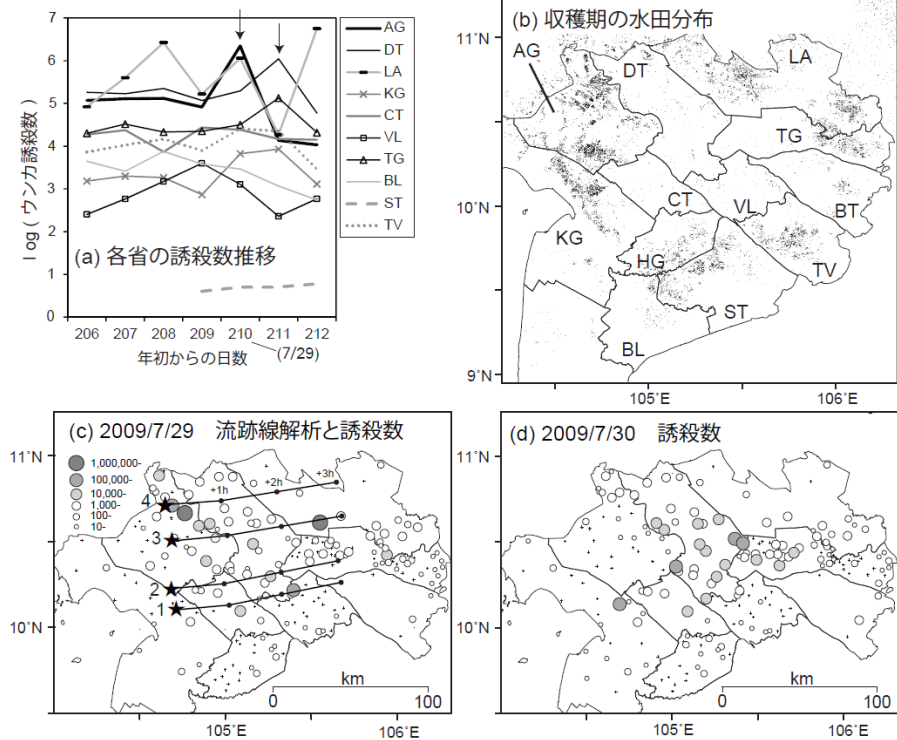 7
6
5
4
3
2
1
0
log(ウンカ誘殺数)
(a) 各省の誘殺数推移
206 207 208 209 210 211 212
(7/29)
年初からの日数
AG
DT
LA
KG
CT
VL
TG
BL
ST
TV
(b) 収穫期の水田分布
11°N
10°N
9°N
AG
DT
LA
TG
CT
VL
BT
KG
HG
TV
ST
BL
105°E 106°E
(c) 2009/7/29 流跡線解析と誘殺数
1,000,000-
100,000-
10,000-
1,000-
100-
10-
+1h +2h +3h
4
3
2
1
11°N
10°N
km
0 100
105°E 106°E
(d) 2009/7/30 誘殺数
11°N
10°N
km
0 100
105°E 106°E